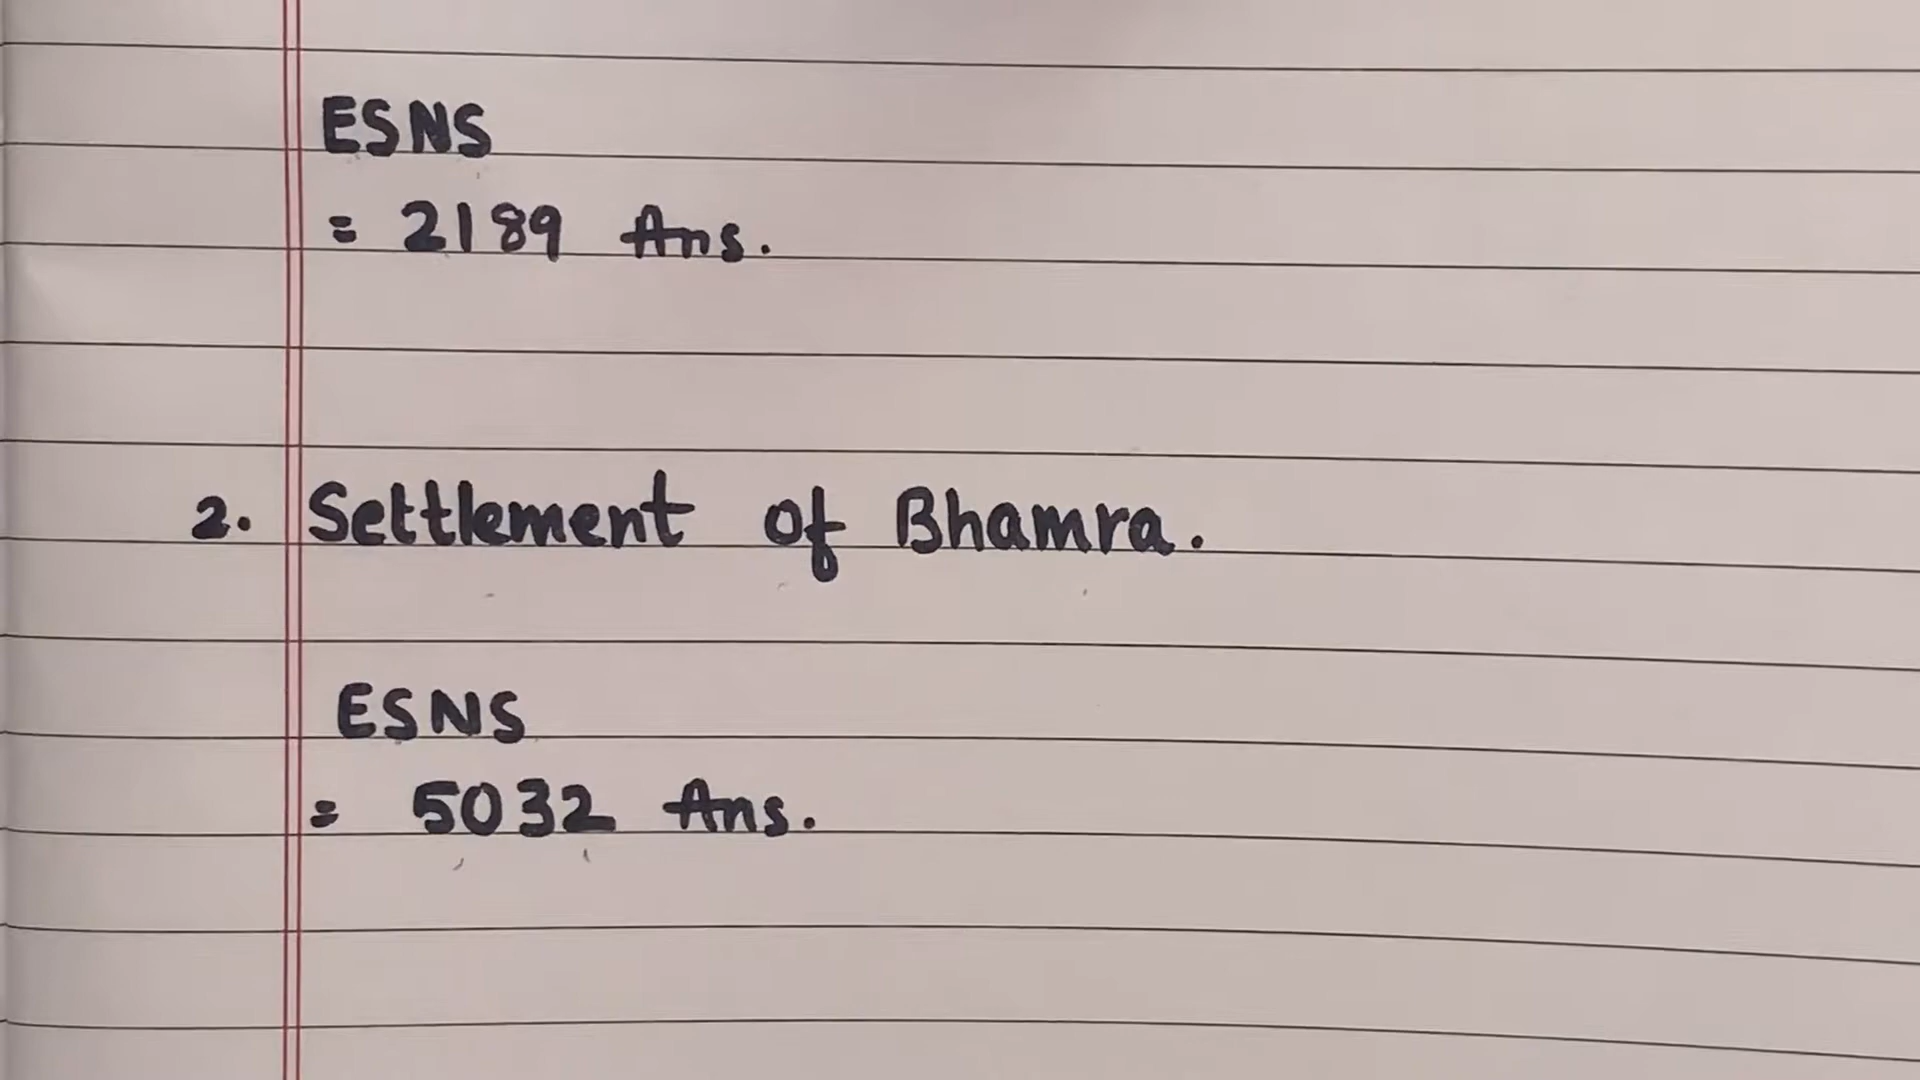 ESNS
= 2189 Ans.
2. Settlement of Bhamra.
ESNS
= 5032 Ans.